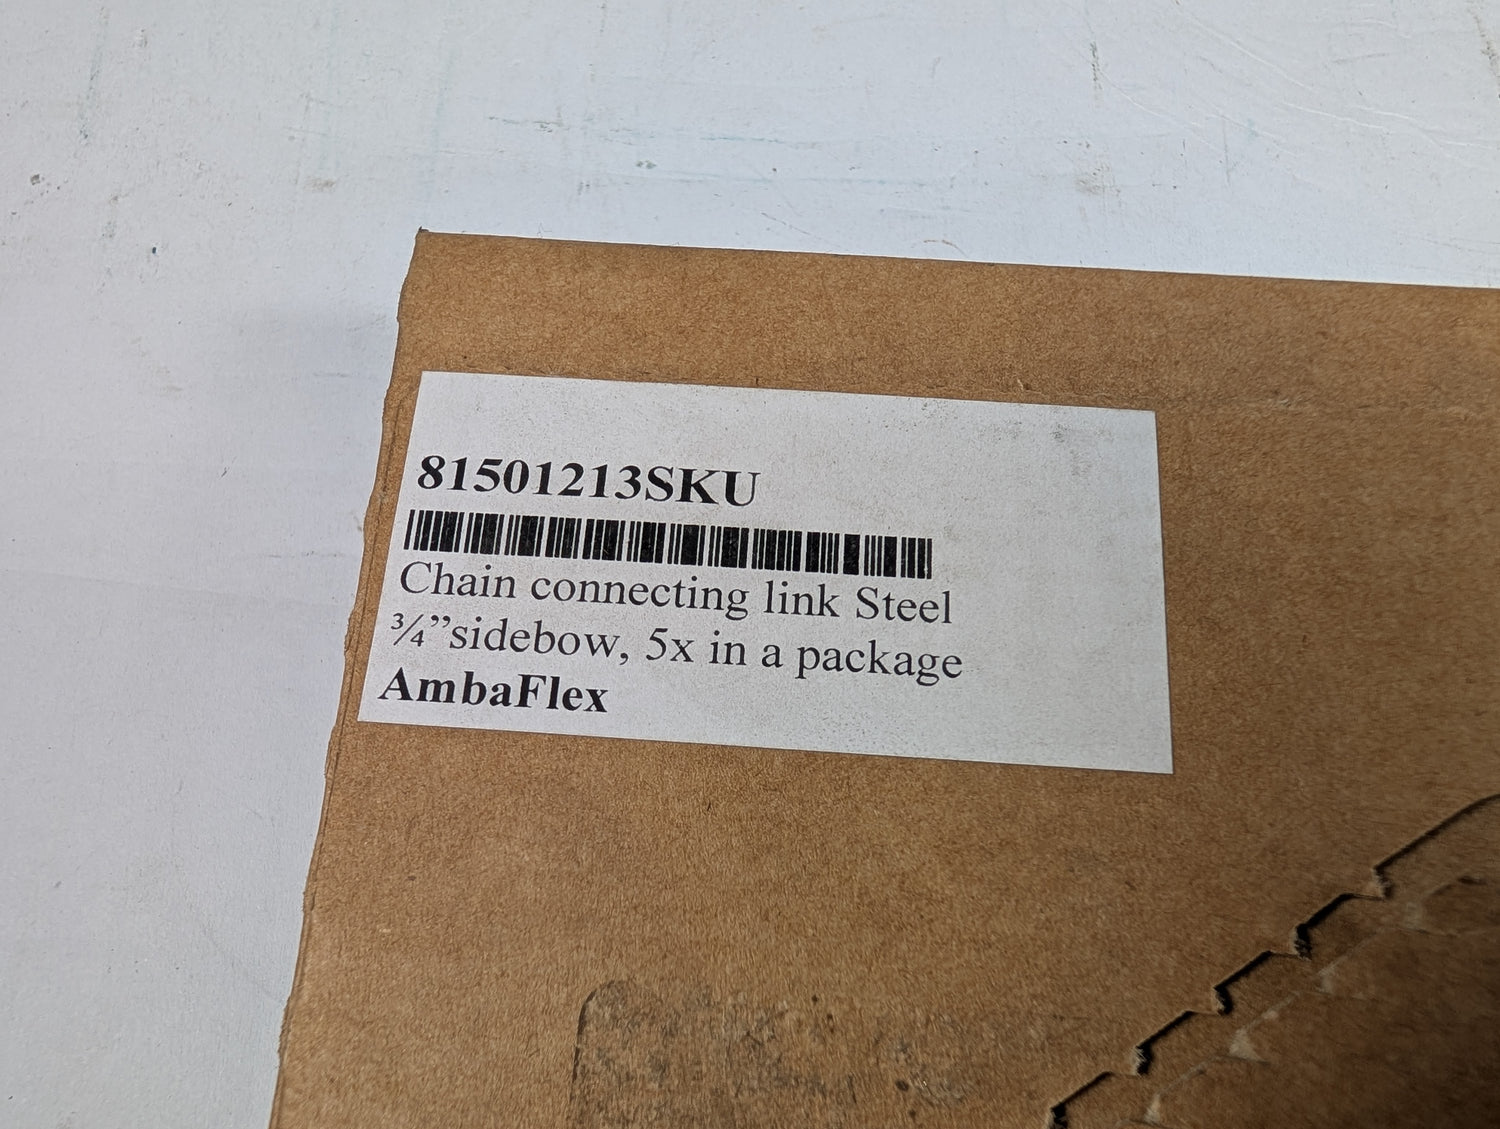 81501213SKU
Chain connecting link Steel
¾”sidebow, 5x in a package
AmbaFlex